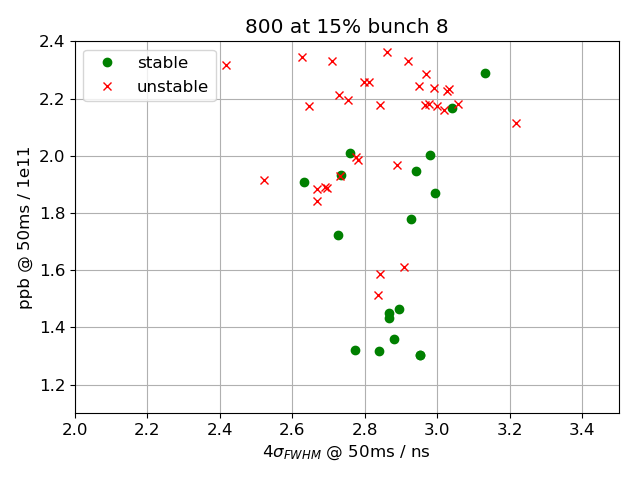 800 at 15% bunch 8
stable
unstable
ppb @ 50ms / 1e11
2.4
2.2
2.0
1.8
1.6
1.4
1.2
2.0 2.2 2.4 2.6 2.8 3.0 3.2 3.4
4σFWHM @ 50ms / ns